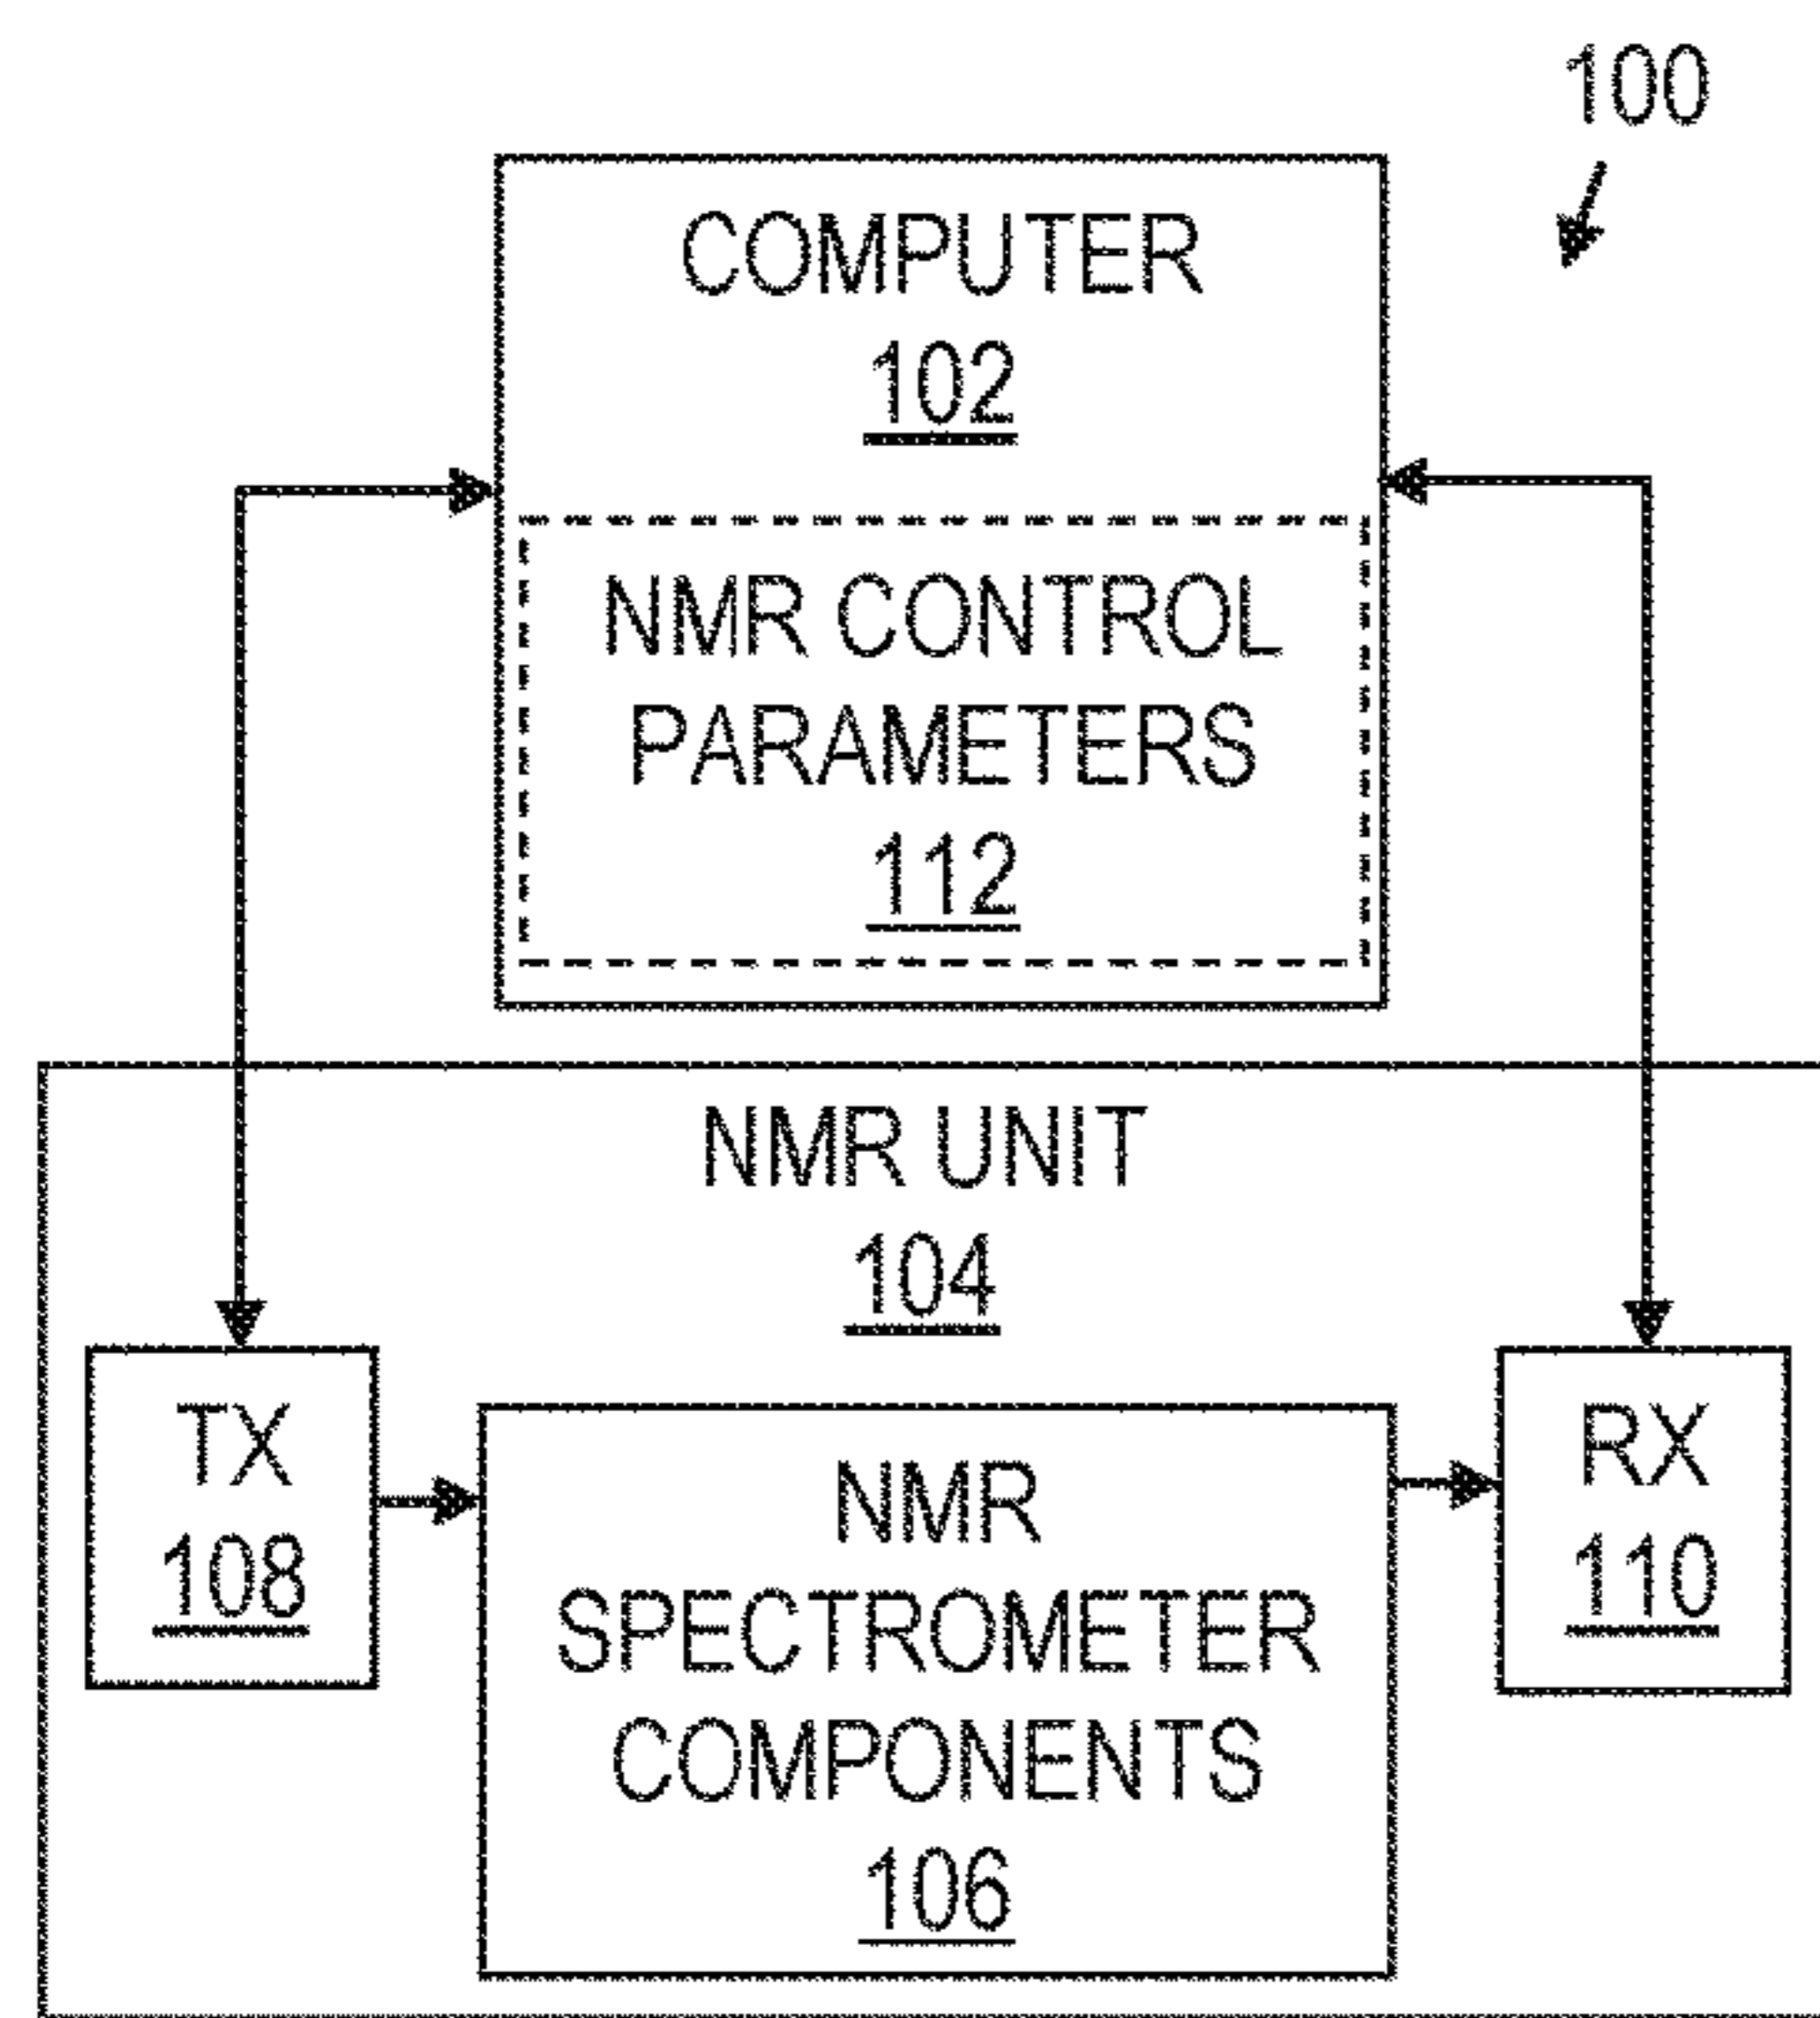 100
COMPUTER
102
NMR CONTROL
PARAMETERS
112
NMR UNIT
104
TX
108
NMR
SPECTROMETER
COMPONENTS
106
RX
110